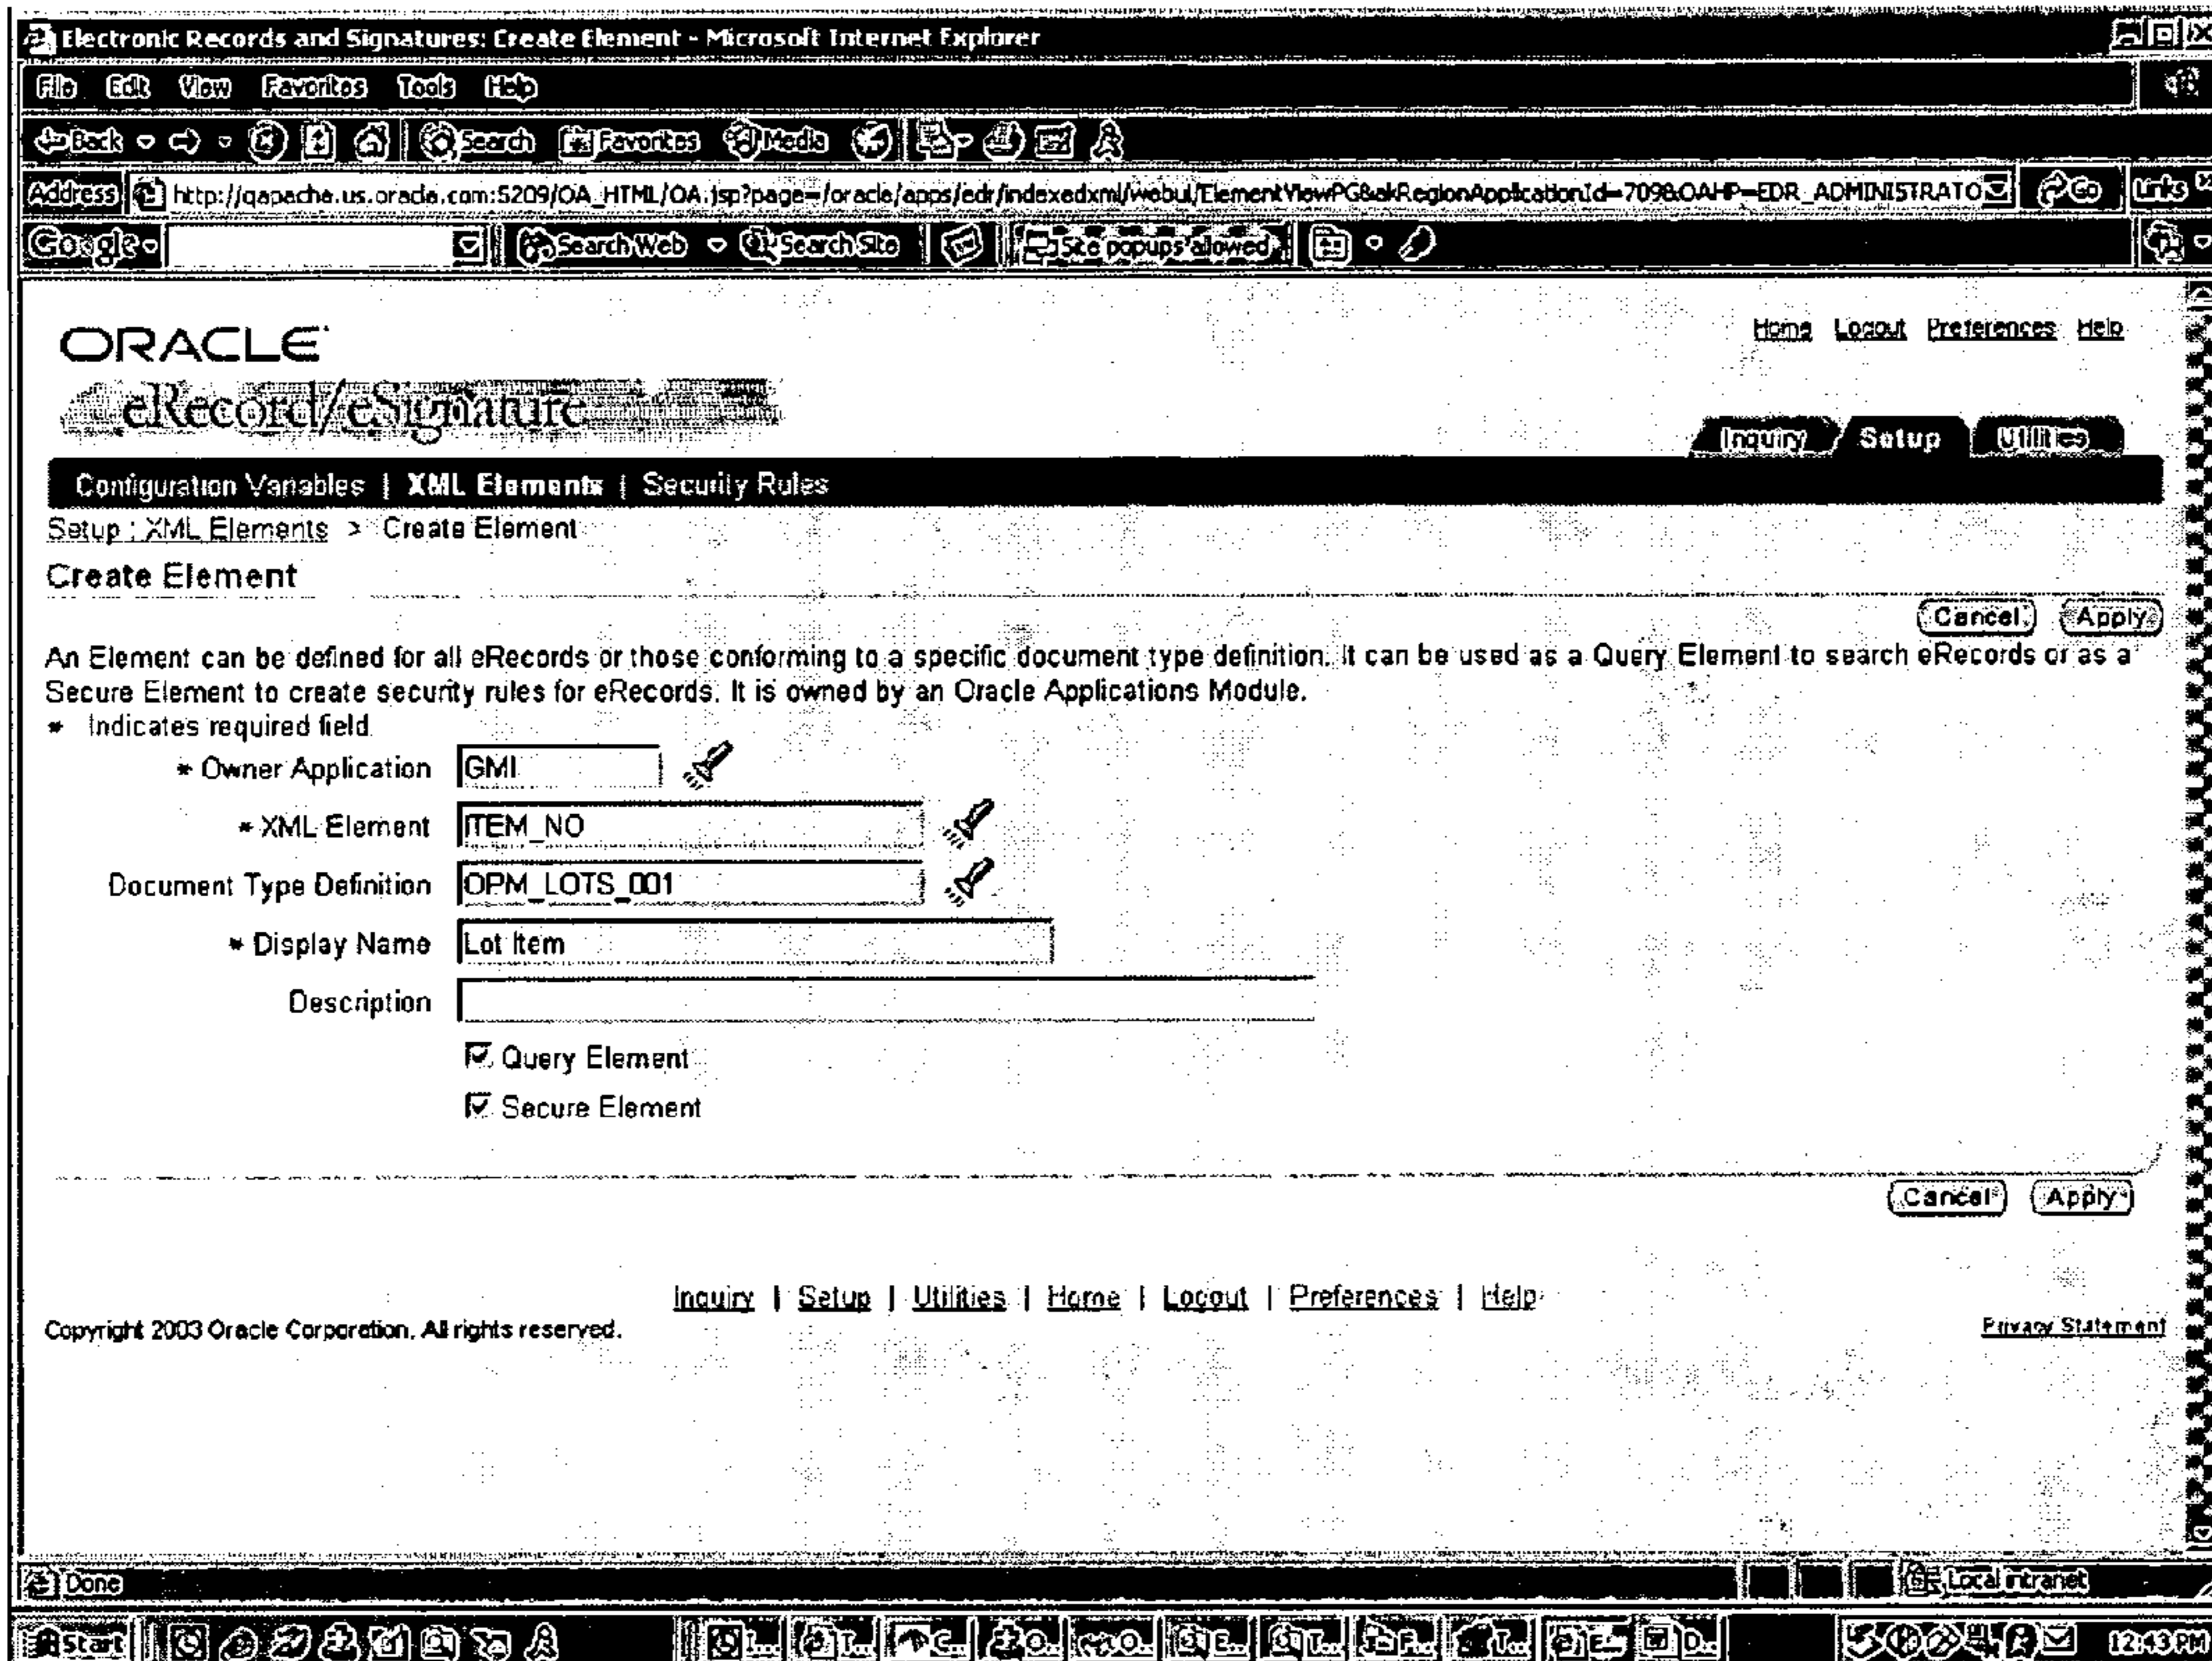 Electronic Records and Signatures: Create Element - Microsoft Internet Explorer
File Edit View Favorites Tools Help
Back Search Favorites Media
Address http://qapache.us.oracle.com:5209/OA_HTML/OA.jsp?page=/oracle/apps/edr/indexedxml/webui/ElementViewPG&akRegionApplicationId=709&OAHP=EDR_ADMINISTRATO Go Links
Google Search Web Search Site Site popups allowed
ORACLE
Home Logout Preferences Help
eRecord/eSignature
Inquiry Setup Utilities
Configuration Variables | XML Elements | Security Rules
Setup : XML Elements > Create Element
Create Element
Cancel Apply
An Element can be defined for all eRecords or those conforming to a specific document type definition. It can be used as a Query Element to search eRecords or as a
Secure Element to create security rules for eRecords. It is owned by an Oracle Applications Module.
* Indicates required field
* Owner Application GMI
* XML Element ITEM_NO
Document Type Definition OPM_LOTS_001
* Display Name Lot Item
Description
Query Element
Secure Element
Cancel Apply
Inquiry | Setup | Utilities | Home | Logout | Preferences | Help
Copyright 2003 Oracle Corporation. All rights reserved.
Privacy Statement
Done Local intranet
Start I... T... C... O... O... E... T... F... T... E... D... 12:43 PM